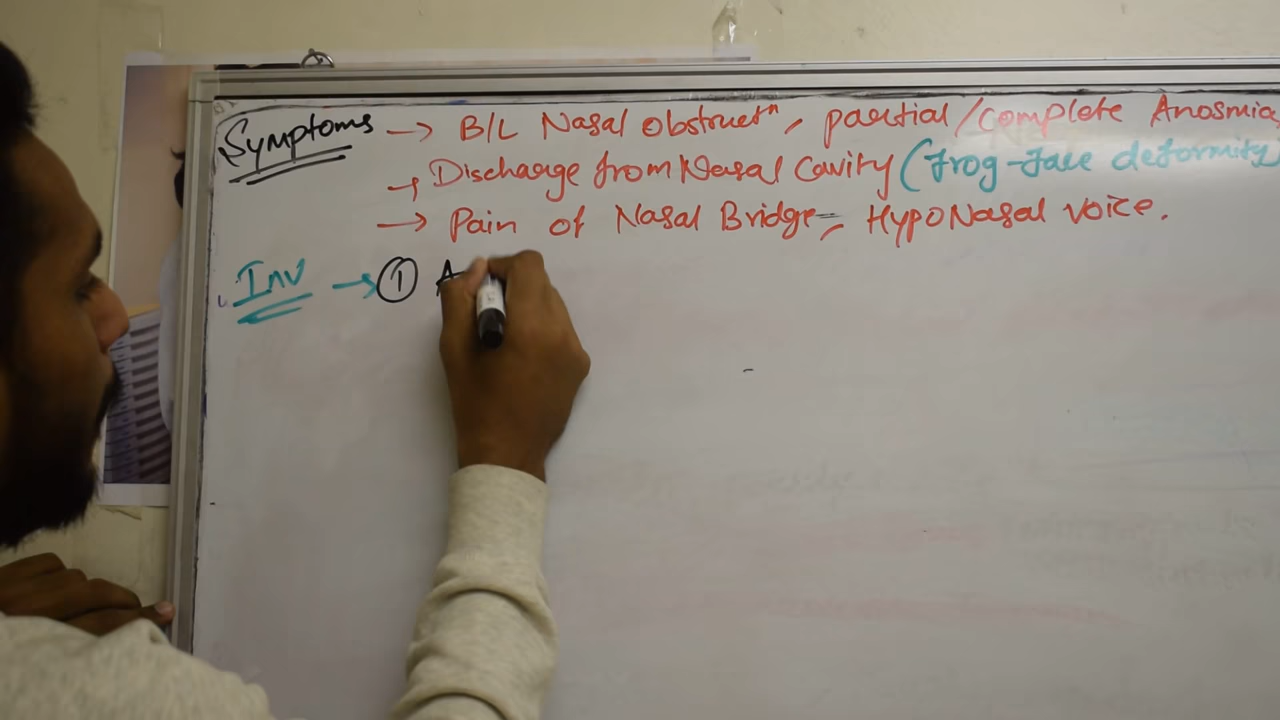 Symptoms → B/L Nasal Obstructⁿ, partial/complete Anosmia,
→ Discharge from Nasal Cavity (frog-face deformity
→ Pain of Nasal Bridge, HypoNasal voice.
Inv → ① A